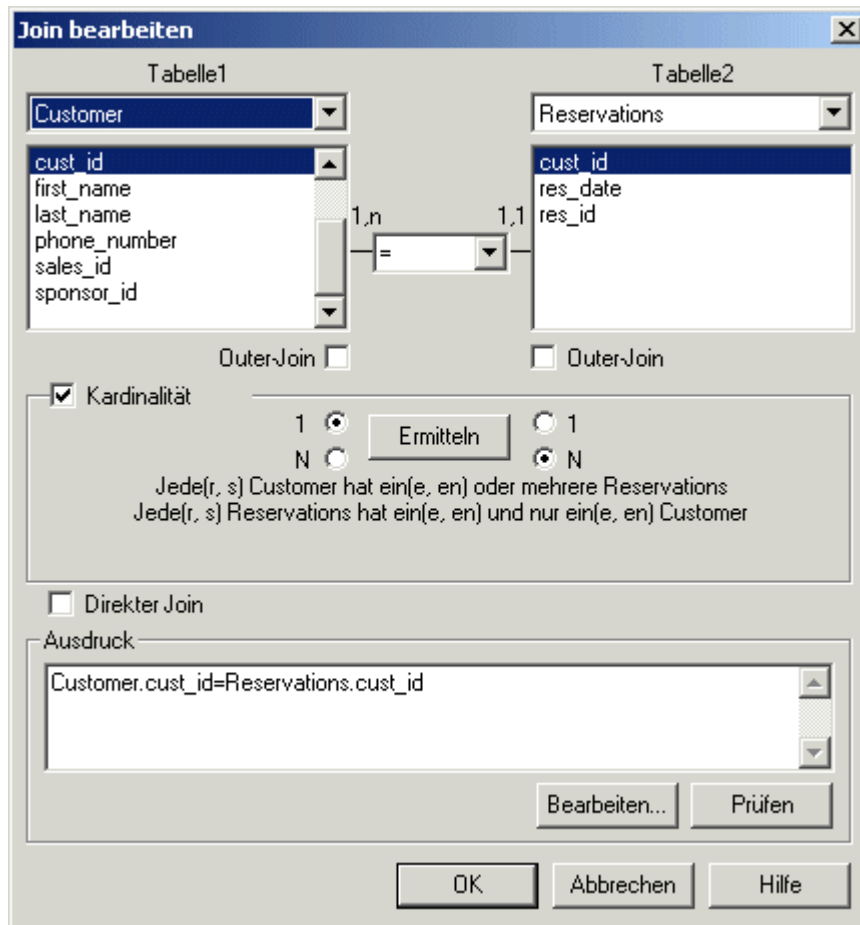 Join bearbeiten
Tabelle1 Tabelle2
Customer Reservations
cust_id cust_id
first_name res_date
last_name 1,n 1,1 res_id
phone_number
sales_id =
sponsor_id
Outer-Join Outer-Join
Kardinalität
1 Ermitteln 1
N N
Jede(r, s) Customer hat ein(e, en) oder mehrere Reservations
Jede(r, s) Reservations hat ein(e, en) und nur ein(e, en) Customer
Direkter Join
Ausdruck
Customer.cust_id=Reservations.cust_id
Bearbeiten... Prüfen
OK Abbrechen Hilfe